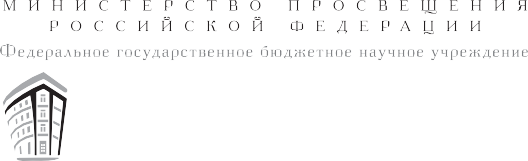 МИНИСТЕРСТВО ПРОСВЕЩЕНИЯ
РОССИЙСКОЙ ФЕДЕРАЦИИ
Федеральное государственное бюджетное научное учреждение